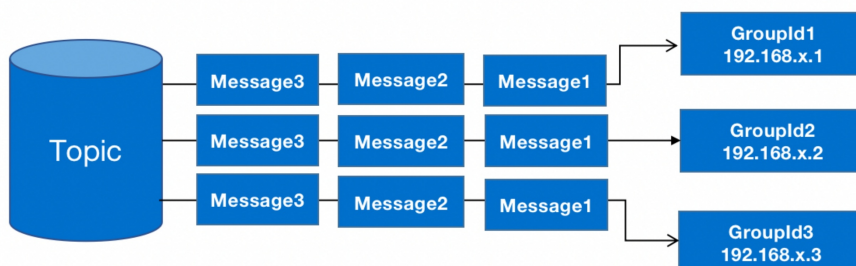 Topic
Message3
Message2
Message1
GroupId1
192.168.x.1
Message3
Message2
Message1
GroupId2
192.168.x.2
Message3
Message2
Message1
GroupId3
192.168.x.3